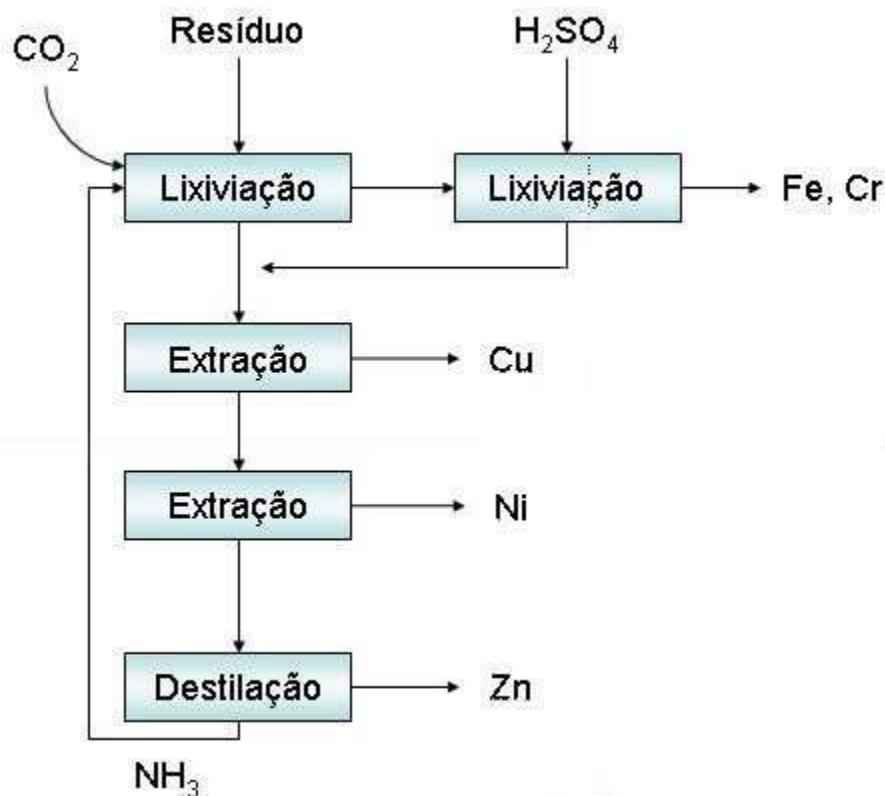 CO₂
Resíduo
H₂SO₄
Lixiviação
Lixiviação
Fe, Cr
Extração
Cu
Extração
Ni
Destilação
Zn
NH₃